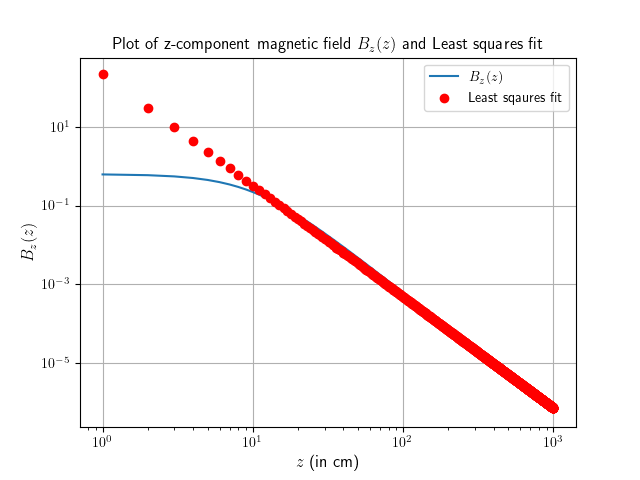 Plot of z-component magnetic field $B_z(z)$ and Least squares fit
$B_z(z)$
Least sqaures fit
$B_z(z)$
$10^1$
$10^{-1}$
$10^{-3}$
$10^{-5}$
$10^0$ $10^1$ $10^2$ $10^3$
$z$ (in cm)